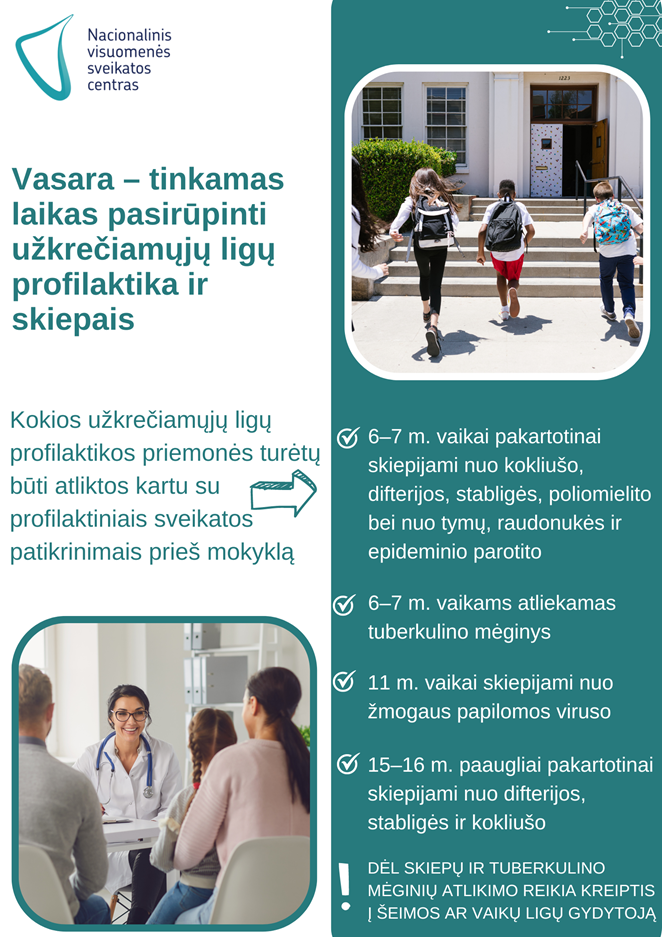 Nacionalinis
visuomenės
sveikatos
centras
Vasara – tinkamas
laikas pasirūpinti
užkrečiamųjų ligų
profilaktika ir
skiepais
Kokios užkrečiamųjų ligų
profilaktikos priemonės turėtų
būti atliktos kartu su
profilaktiniais sveikatos
patikrinimais prieš mokyklą
1223
6–7 m. vaikai pakartotinai
skiepijami nuo kokliušo,
difterijos, stabligės, poliomielito
bei nuo tymų, raudonukės ir
epideminio parotito
6–7 m. vaikams atliekamas
tuberkulino mėginys
11 m. vaikai skiepijami nuo
žmogaus papilomos viruso
15–16 m. paaugliai pakartotinai
skiepijami nuo difterijos,
stabligės ir kokliušo
! DĖL SKIEPŲ IR TUBERKULINO
MĖGINIŲ ATLIKIMO REIKIA KREIPTIS
Į ŠEIMOS AR VAIKŲ LIGŲ GYDYTOJĄ